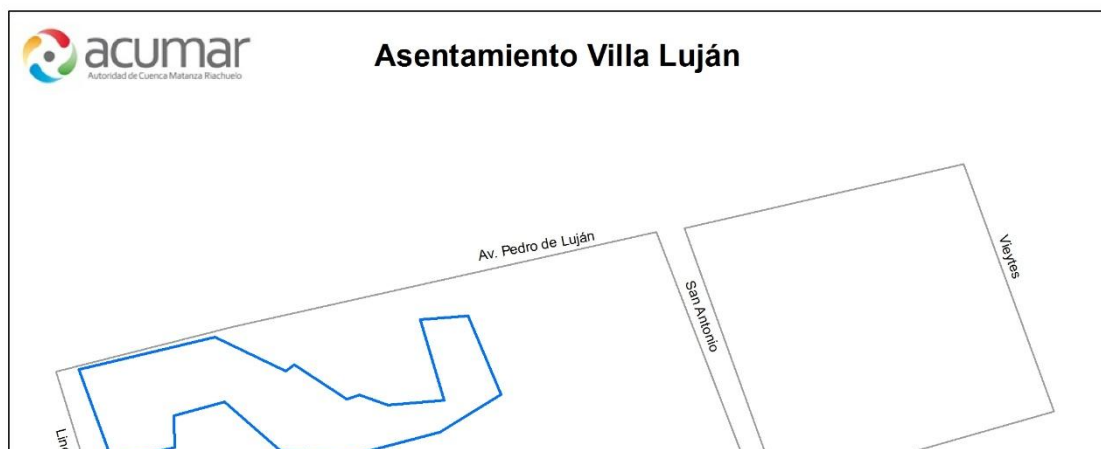 acumar
Autoridad de Cuenca Matanza Riachuelo
Asentamiento Villa Luján
Av. Pedro de Luján
San Antonio
Vieytes